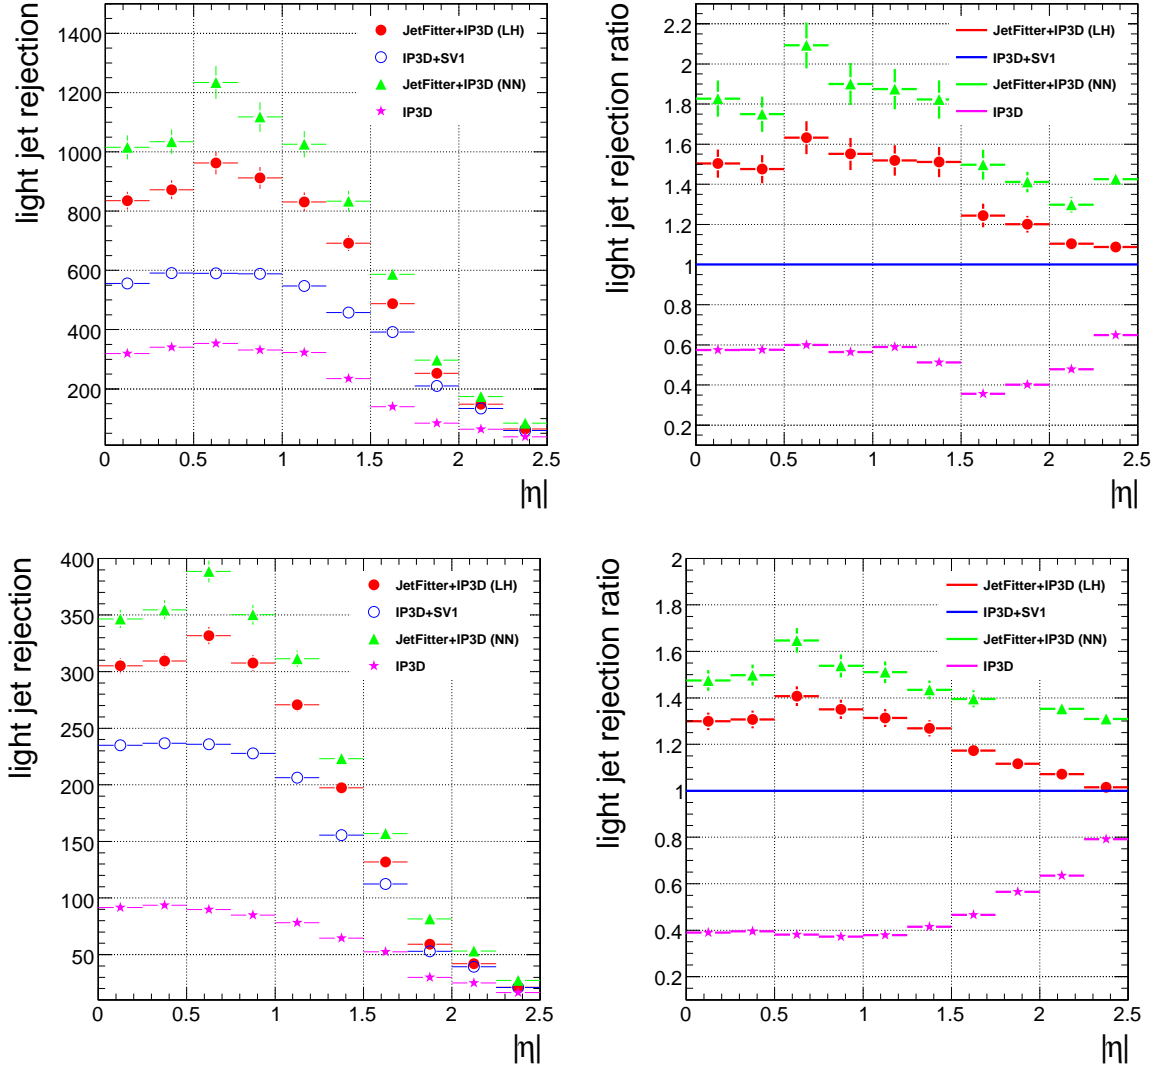 light jet rejection
1400
1200
1000
800
600
400
200
0 0.5 1 1.5 2 2.5
|η|
JetFitter+IP3D (LH)
IP3D+SV1
JetFitter+IP3D (NN)
IP3D
light jet rejection ratio
2.2
2
1.8
1.6
1.4
1.2
1
0.8
0.6
0.4
0.2
0 0.5 1 1.5 2 2.5
|η|
JetFitter+IP3D (LH)
IP3D+SV1
JetFitter+IP3D (NN)
IP3D
light jet rejection
400
350
300
250
200
150
100
50
0 0.5 1 1.5 2 2.5
|η|
JetFitter+IP3D (LH)
IP3D+SV1
JetFitter+IP3D (NN)
IP3D
light jet rejection ratio
2
1.8
1.6
1.4
1.2
1
0.8
0.6
0.4
0.2
0 0.5 1 1.5 2 2.5
|η|
JetFitter+IP3D (LH)
IP3D+SV1
JetFitter+IP3D (NN)
IP3D